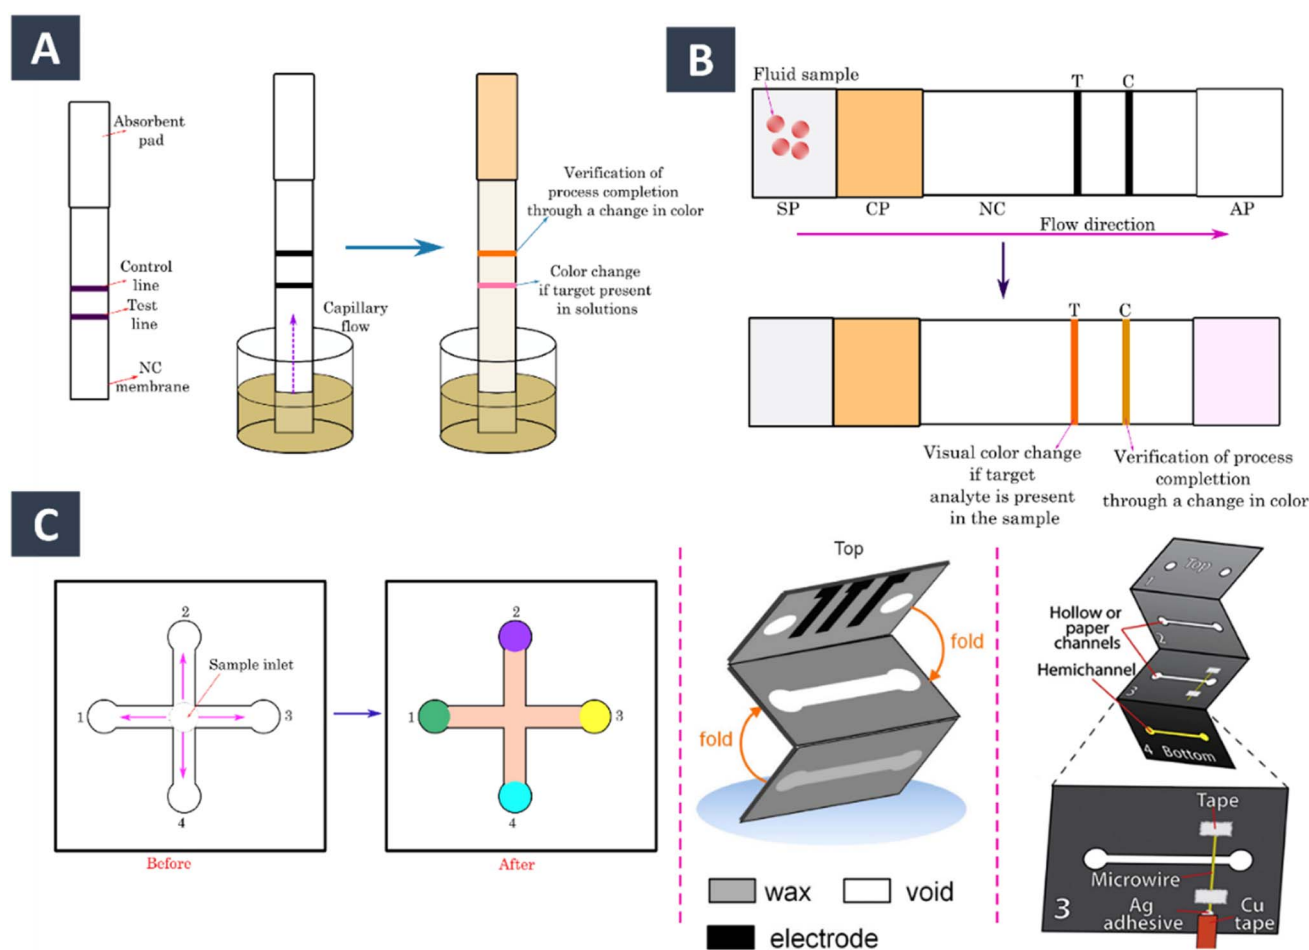 A
Absorbent
pad
Control
line
Test
line
NC
membrane
Capillary
flow
Verification of
process completion
through a change in color
Color change
if target present
in solutions
B
Fluid sample
T
C
SP
CP
NC
AP
Flow direction
T
C
Visual color change
if target
analyte is present
in the sample
Verification of process
complettion
through a change in color
C
2
Sample inlet
1
3
4
Before
2
1
3
4
After
Top
fold
fold
wax
void
electrode
Top
1
Hollow or
paper
channels
2
Hemichannel
3
4 Bottom
Tape
Microwire
3
Ag
adhesive
Cu
tape